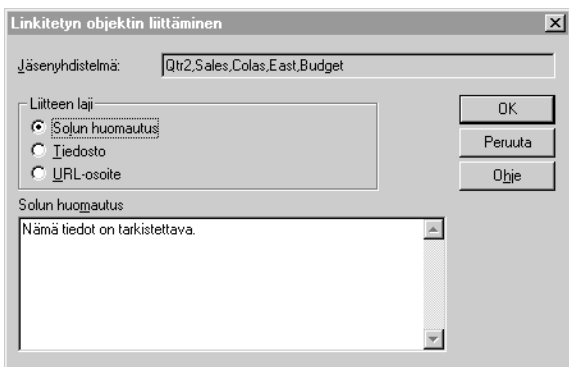 Linkitetyn objektin liittäminen
Jäsenyhdistelmä: Qtr2,Sales,Colas,East,Budget
Liitteen laji
Solun huomautus
Tiedosto
URL-osoite
OK
Peruuta
Ohje
Solun huomautus
Nämä tiedot on tarkistettava.